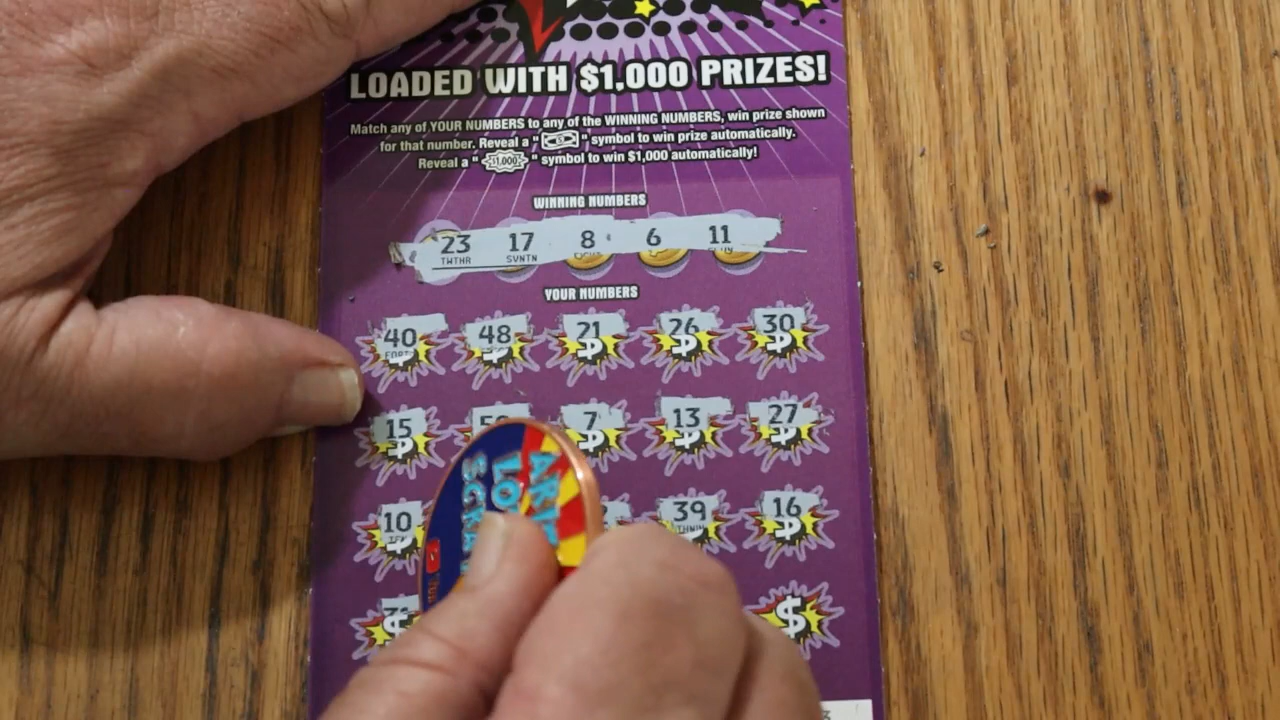 LOADED WITH $1,000 PRIZES!
Match any of YOUR NUMBERS to any of the WINNING NUMBERS, win prize shown
for that number. Reveal a " " symbol to win prize automatically.
Reveal a " $1,000 " symbol to win $1,000 automatically!
WINNING NUMBERS
23 17 8 6 11
TWTHR SVNTN
YOUR NUMBERS
40 48 21 26 30
15 7 13 27
10 39 16
THNIN
$